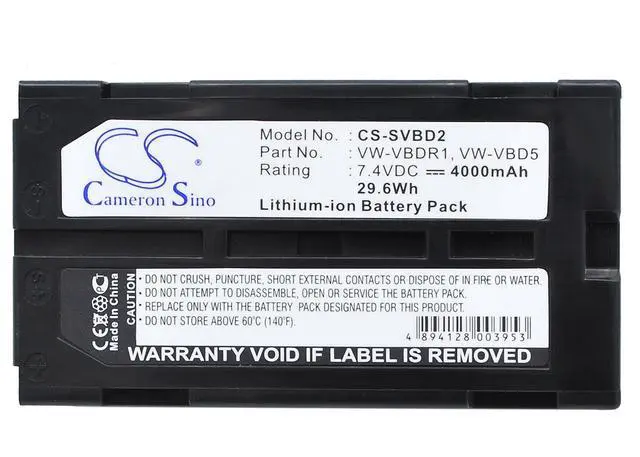 CS
Cameron Sino
Model No.: CS-SVBD2
Part No.: VW-VBDR1, VW-VBD5
Rating: 7.4VDC ⎓ 4000mAh
29.6Wh
Lithium-ion Battery Pack
CE
Made In China
•DO NOT CRUSH, PUNCTURE, SHORT EXTERNAL CONTACTS OR DISPOSE OF IN FIRE OR WATER.
•DO NOT ATTEMPT TO DISASSEMBLE, OPEN OR SERVICE THE BATTERY PACK.
•REPLACE ONLY WITH THE BATTERY PACK DESIGNATED FOR THIS PRODUCT.
•DO NOT STORE ABOVE 60°C (140°F).
4 894128 003953
WARRANTY VOID IF LABEL IS REMOVED